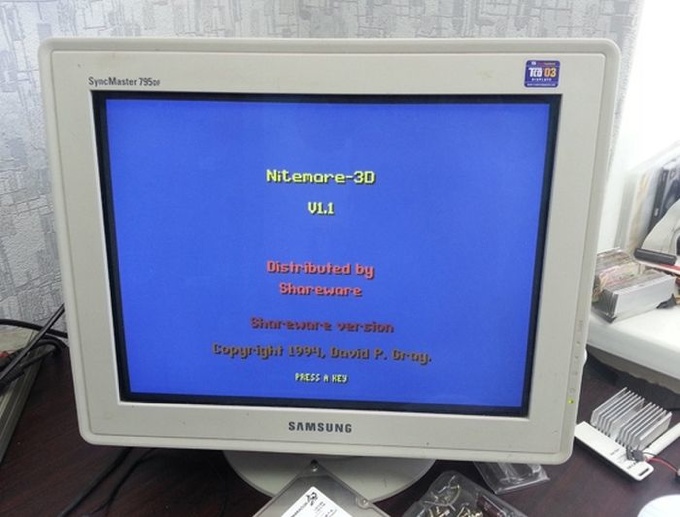 SyncMaster 795DF
TCO 03
DISPLAYS
Nitemare-3D
V1.1
Distributed by
Shareware
Shareware version
Copyright 1994, David P. Gray.
PRESS A KEY
SAMSUNG